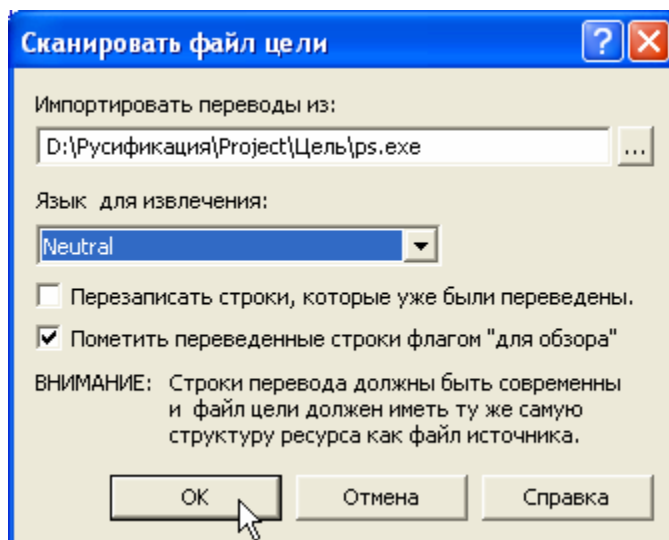 Сканировать файл цели
Импортировать переводы из:
D:\Русификация\Project\Цель\ps.exe
...
Язык для извлечения:
Neutral
Перезаписать строки, которые уже были переведены.
Пометить переведенные строки флагом "для обзора"
ВНИМАНИЕ: Строки перевода должны быть современны
и файл цели должен иметь ту же самую
структуру ресурса как файл источника.
OK
Отмена
Справка